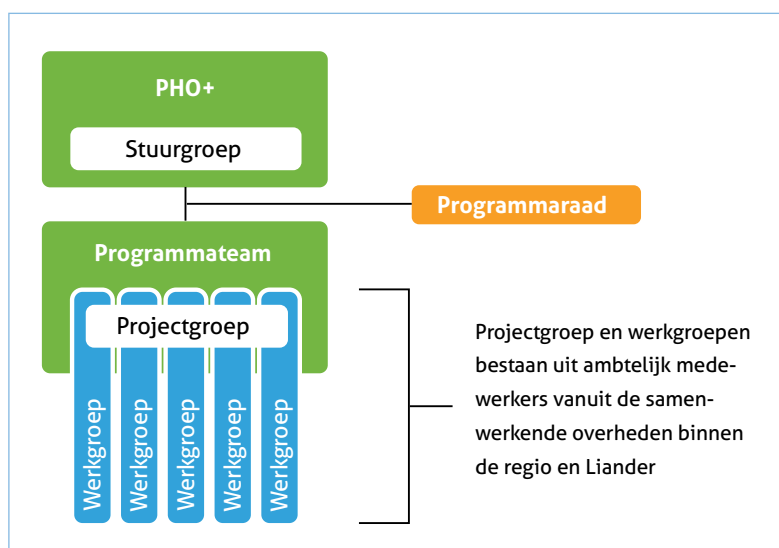 PHO+
Stuurgroep
Programmaraad
Programmateam
Projectgroep
Werkgroep
Werkgroep
Werkgroep
Werkgroep
Werkgroep
Projectgroep en werkgroepen
bestaan uit ambtelijk mede-
werkers vanuit de samen-
werkende overheden binnen
de regio en Liander